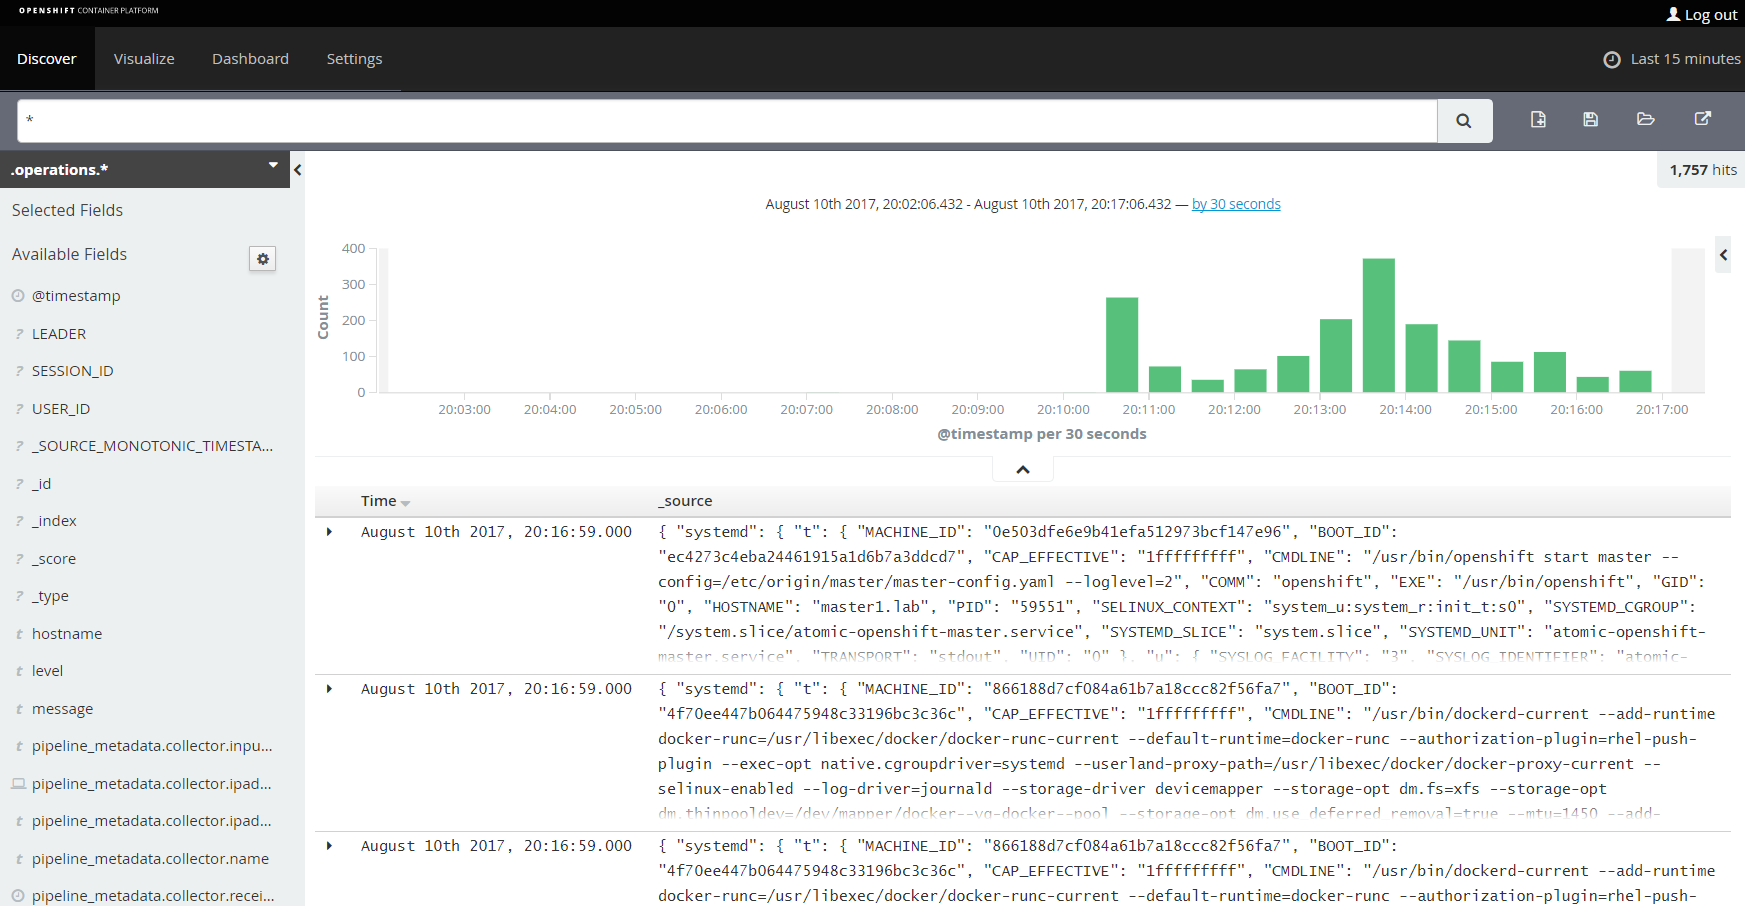 OPENSHIFT CONTAINER PLATFORM
Log out
Discover Visualize Dashboard Settings
Last 15 minutes
*
.operations.*
1,757 hits
Selected Fields
Available Fields
@timestamp
? LEADER
? SESSION_ID
? USER_ID
? _SOURCE_MONOTONIC_TIMESTA...
? _id
? _index
? _score
? _type
t hostname
t level
t message
t pipeline_metadata.collector.inpu...
pipeline_metadata.collector.ipad...
t pipeline_metadata.collector.ipad...
t pipeline_metadata.collector.name
pipeline_metadata.collector.recei...
August 10th 2017, 20:02:06.432 - August 10th 2017, 20:17:06.432 — by 30 seconds
Count
400
300
200
100
0
20:03:00 20:04:00 20:05:00 20:06:00 20:07:00 20:08:00 20:09:00 20:10:00 20:11:00 20:12:00 20:13:00 20:14:00 20:15:00 20:16:00 20:17:00
@timestamp per 30 seconds
Time _source
August 10th 2017, 20:16:59.000
{ "systemd": { "t": { "MACHINE_ID": "0e503dfe6e9b41efa512973bcf147e96", "BOOT_ID":
"ec4273c4eba24461915a1d6b7a3ddcd7", "CAP_EFFECTIVE": "1fffffffff", "CMDLINE": "/usr/bin/openshift start master --
config=/etc/origin/master/master-config.yaml --loglevel=2", "COMM": "openshift", "EXE": "/usr/bin/openshift", "GID":
"0", "HOSTNAME": "master1.lab", "PID": "59551", "SELINUX_CONTEXT": "system_u:system_r:init_t:s0", "SYSTEMD_CGROUP":
"/system.slice/atomic-openshift-master.service", "SYSTEMD_SLICE": "system.slice", "SYSTEMD_UNIT": "atomic-openshift-
master.service", "TRANSPORT": "stdout", "UID": "0" }, "u": { "SYSLOG_FACILITY": "3", "SYSLOG_IDENTIFIER": "atomic-
August 10th 2017, 20:16:59.000
{ "systemd": { "t": { "MACHINE_ID": "866188d7cf084a61b7a18ccc82f56fa7", "BOOT_ID":
"4f70ee447b064475948c33196bc3c36c", "CAP_EFFECTIVE": "1fffffffff", "CMDLINE": "/usr/bin/dockerd-current --add-runtime
docker-runc=/usr/libexec/docker/docker-runc-current --default-runtime=docker-runc --authorization-plugin=rhel-push-
plugin --exec-opt native.cgroupdriver=systemd --userland-proxy-path=/usr/libexec/docker/docker-proxy-current --
selinux-enabled --log-driver=journald --storage-driver devicemapper --storage-opt dm.fs=xfs --storage-opt
dm.thinpooldev=/dev/mapper/docker--vg-docker--pool --storage-opt dm.use_deferred_removal=true --mtu=1450 --add-
August 10th 2017, 20:16:59.000
{ "systemd": { "t": { "MACHINE_ID": "866188d7cf084a61b7a18ccc82f56fa7", "BOOT_ID":
"4f70ee447b064475948c33196bc3c36c", "CAP_EFFECTIVE": "1fffffffff", "CMDLINE": "/usr/bin/dockerd-current --add-runtime
docker-runc=/usr/libexec/docker/docker-runc-current --default-runtime=docker-runc --authorization-plugin=rhel-push-